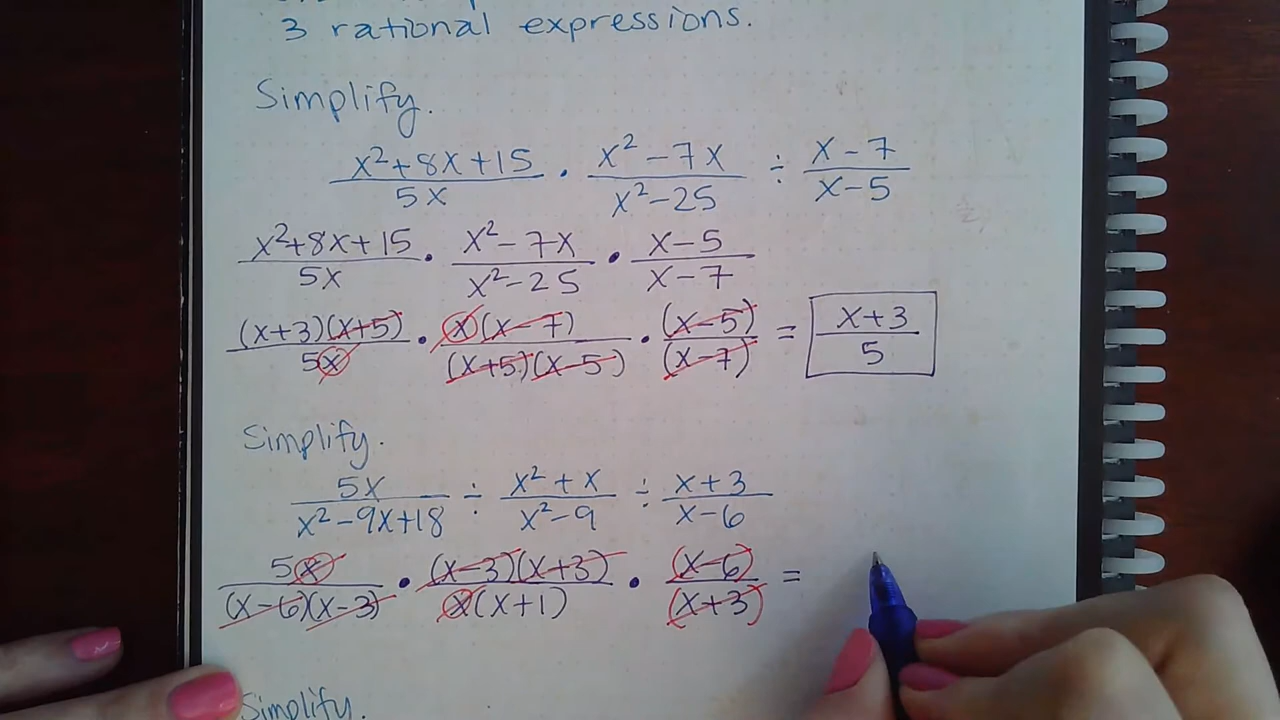 3 rational expressions.
Simplify.
x²+8x+15 / 5x · x²-7x / x²-25 ÷ x-7 / x-5
x²+8x+15 / 5x · x²-7x / x²-25 · x-5 / x-7
(x+3)(x+5) / 5x · x(x-7) / (x+5)(x-5) · (x-5) / (x-7) = x+3 / 5
Simplify.
5x / x²-9x+18 ÷ x²+x / x²-9 ÷ x+3 / x-6
5x / (x-6)(x-3) · (x-3)(x+3) / x(x+1) · (x-6) / (x+3) =
Simplify.